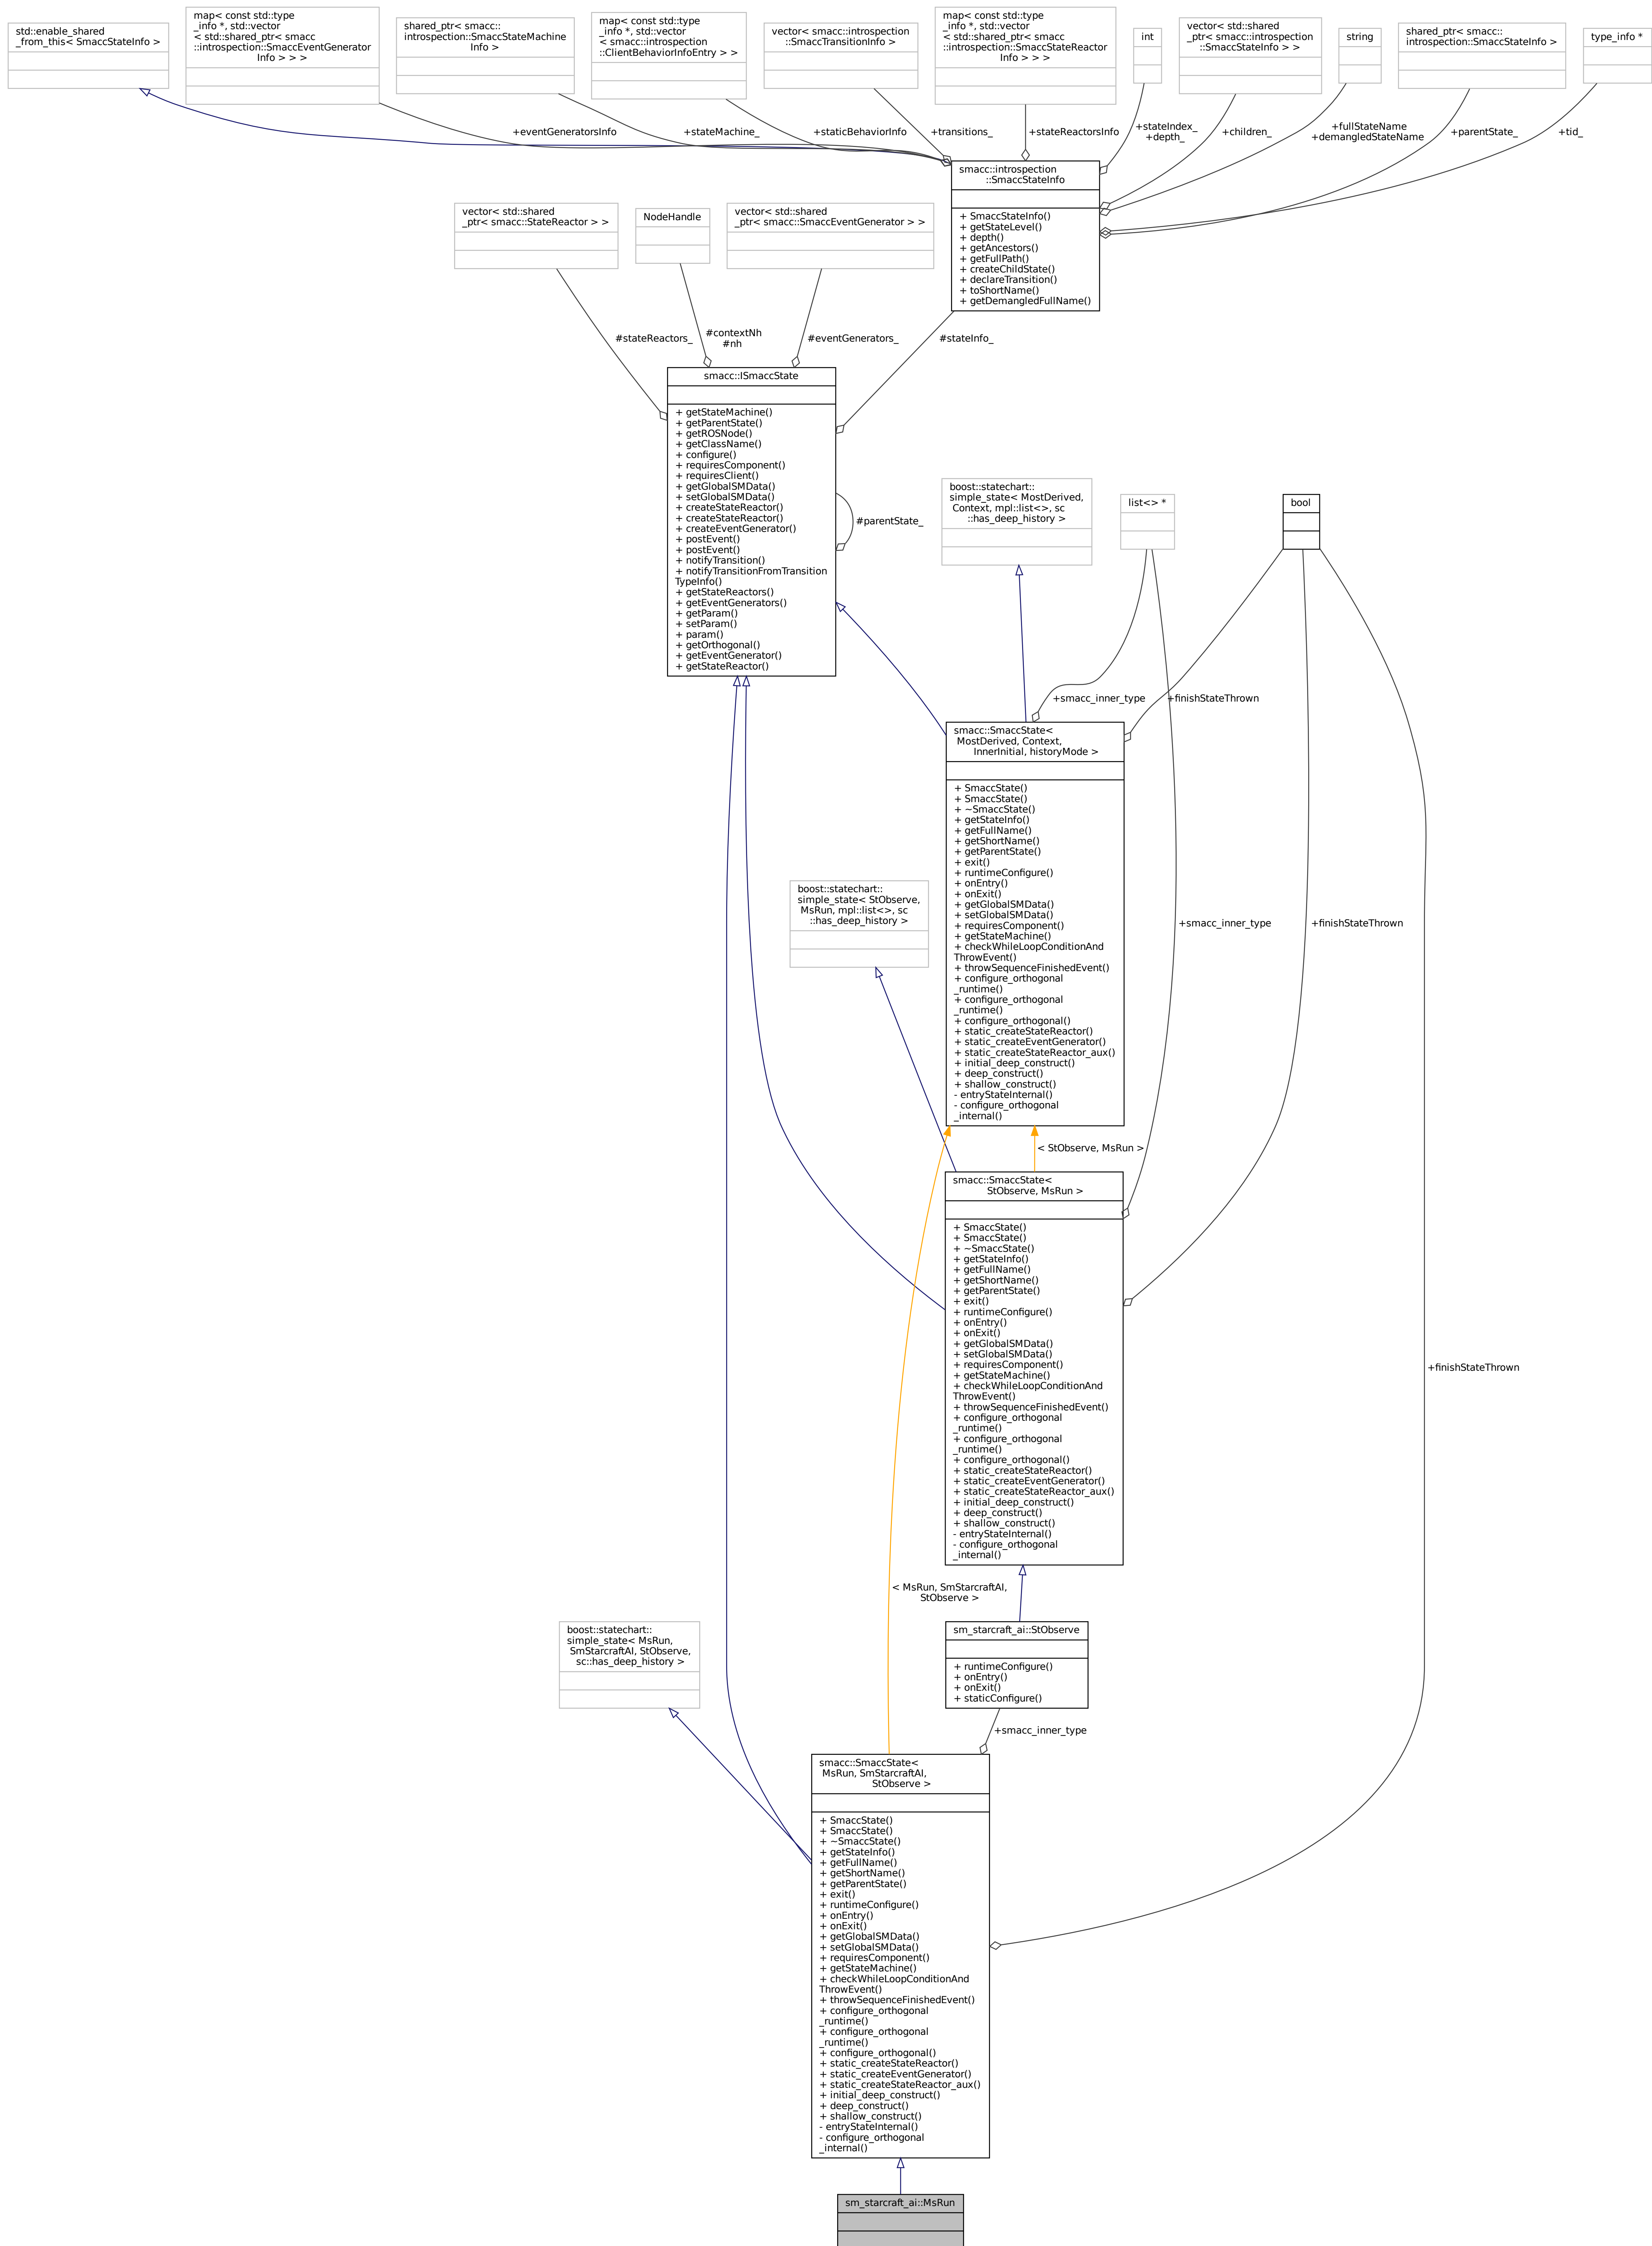 std::enable_shared
_from_this< SmaccStateInfo >
map< const std::type
_info *, std::vector
< std::shared_ptr< smacc
::introspection::SmaccEventGenerator
Info > > >
shared_ptr< smacc::
introspection::SmaccStateMachine
Info >
map< const std::type
_info *, std::vector
< smacc::introspection
::ClientBehaviorInfoEntry > >
vector< smacc::introspection
::SmaccTransitionInfo >
map< const std::type
_info *, std::vector
< std::shared_ptr< smacc
::introspection::SmaccStateReactor
Info > > >
int
vector< std::shared
_ptr< smacc::introspection
::SmaccStateInfo > >
string
shared_ptr< smacc::
introspection::SmaccStateInfo >
type_info *
+eventGeneratorsInfo
+stateMachine_
+staticBehaviorInfo
+transitions_
+stateReactorsInfo
+stateIndex_
+depth_
+children_
+fullStateName
+demangledStateName
+parentState_
+tid_
smacc::introspection
::SmaccStateInfo
+ SmaccStateInfo()
+ getStateLevel()
+ depth()
+ getAncestors()
+ getFullPath()
+ createChildState()
+ declareTransition()
+ toShortName()
+ getDemangledFullName()
vector< std::shared
_ptr< smacc::StateReactor > >
NodeHandle
vector< std::shared
_ptr< smacc::SmaccEventGenerator > >
#stateReactors_
#contextNh
#nh
#eventGenerators_
#stateInfo_
smacc::ISmaccState
+ getStateMachine()
+ getParentState()
+ getROSNode()
+ getClassName()
+ configure()
+ requiresComponent()
+ requiresClient()
+ getGlobalSMData()
+ setGlobalSMData()
+ createStateReactor()
+ createStateReactor()
+ createEventGenerator()
+ postEvent()
+ postEvent()
+ notifyTransition()
+ notifyTransitionFromTransition
TypeInfo()
+ getStateReactors()
+ getEventGenerators()
+ getParam()
+ setParam()
+ param()
+ getOrthogonal()
+ getEventGenerator()
+ getStateReactor()
#parentState_
boost::statechart::
simple_state< MostDerived,
Context, mpl::list<>, sc
::has_deep_history >
list<> *
bool
+smacc_inner_type
+finishStateThrown
smacc::SmaccState<
MostDerived, Context,
InnerInitial, historyMode >
+ SmaccState()
+ SmaccState()
+ ~SmaccState()
+ getStateInfo()
+ getFullName()
+ getShortName()
+ getParentState()
+ exit()
+ runtimeConfigure()
+ onEntry()
+ onExit()
+ getGlobalSMData()
+ setGlobalSMData()
+ requiresComponent()
+ getStateMachine()
+ checkWhileLoopConditionAnd
ThrowEvent()
+ throwSequenceFinishedEvent()
+ configure_orthogonal
_runtime()
+ configure_orthogonal
_runtime()
+ configure_orthogonal()
+ static_createStateReactor()
+ static_createEventGenerator()
+ static_createStateReactor_aux()
+ initial_deep_construct()
+ deep_construct()
+ shallow_construct()
- entryStateInternal()
- configure_orthogonal
_internal()
boost::statechart::
simple_state< StObserve,
MsRun, mpl::list<>, sc
::has_deep_history >
+smacc_inner_type
+finishStateThrown
< StObserve, MsRun >
smacc::SmaccState<
StObserve, MsRun >
+ SmaccState()
+ SmaccState()
+ ~SmaccState()
+ getStateInfo()
+ getFullName()
+ getShortName()
+ getParentState()
+ exit()
+ runtimeConfigure()
+ onEntry()
+ onExit()
+ getGlobalSMData()
+ setGlobalSMData()
+ requiresComponent()
+ getStateMachine()
+ checkWhileLoopConditionAnd
ThrowEvent()
+ throwSequenceFinishedEvent()
+ configure_orthogonal
_runtime()
+ configure_orthogonal
_runtime()
+ configure_orthogonal()
+ static_createStateReactor()
+ static_createEventGenerator()
+ static_createStateReactor_aux()
+ initial_deep_construct()
+ deep_construct()
+ shallow_construct()
- entryStateInternal()
- configure_orthogonal
_internal()
+finishStateThrown
< MsRun, SmStarcraftAI,
StObserve >
boost::statechart::
simple_state< MsRun,
SmStarcraftAI, StObserve,
sc::has_deep_history >
sm_starcraft_ai::StObserve
+ runtimeConfigure()
+ onEntry()
+ onExit()
+ staticConfigure()
+smacc_inner_type
smacc::SmaccState<
MsRun, SmStarcraftAI,
StObserve >
+ SmaccState()
+ SmaccState()
+ ~SmaccState()
+ getStateInfo()
+ getFullName()
+ getShortName()
+ getParentState()
+ exit()
+ runtimeConfigure()
+ onEntry()
+ onExit()
+ getGlobalSMData()
+ setGlobalSMData()
+ requiresComponent()
+ getStateMachine()
+ checkWhileLoopConditionAnd
ThrowEvent()
+ throwSequenceFinishedEvent()
+ configure_orthogonal
_runtime()
+ configure_orthogonal
_runtime()
+ configure_orthogonal()
+ static_createStateReactor()
+ static_createEventGenerator()
+ static_createStateReactor_aux()
+ initial_deep_construct()
+ deep_construct()
+ shallow_construct()
- entryStateInternal()
- configure_orthogonal
_internal()
sm_starcraft_ai::MsRun